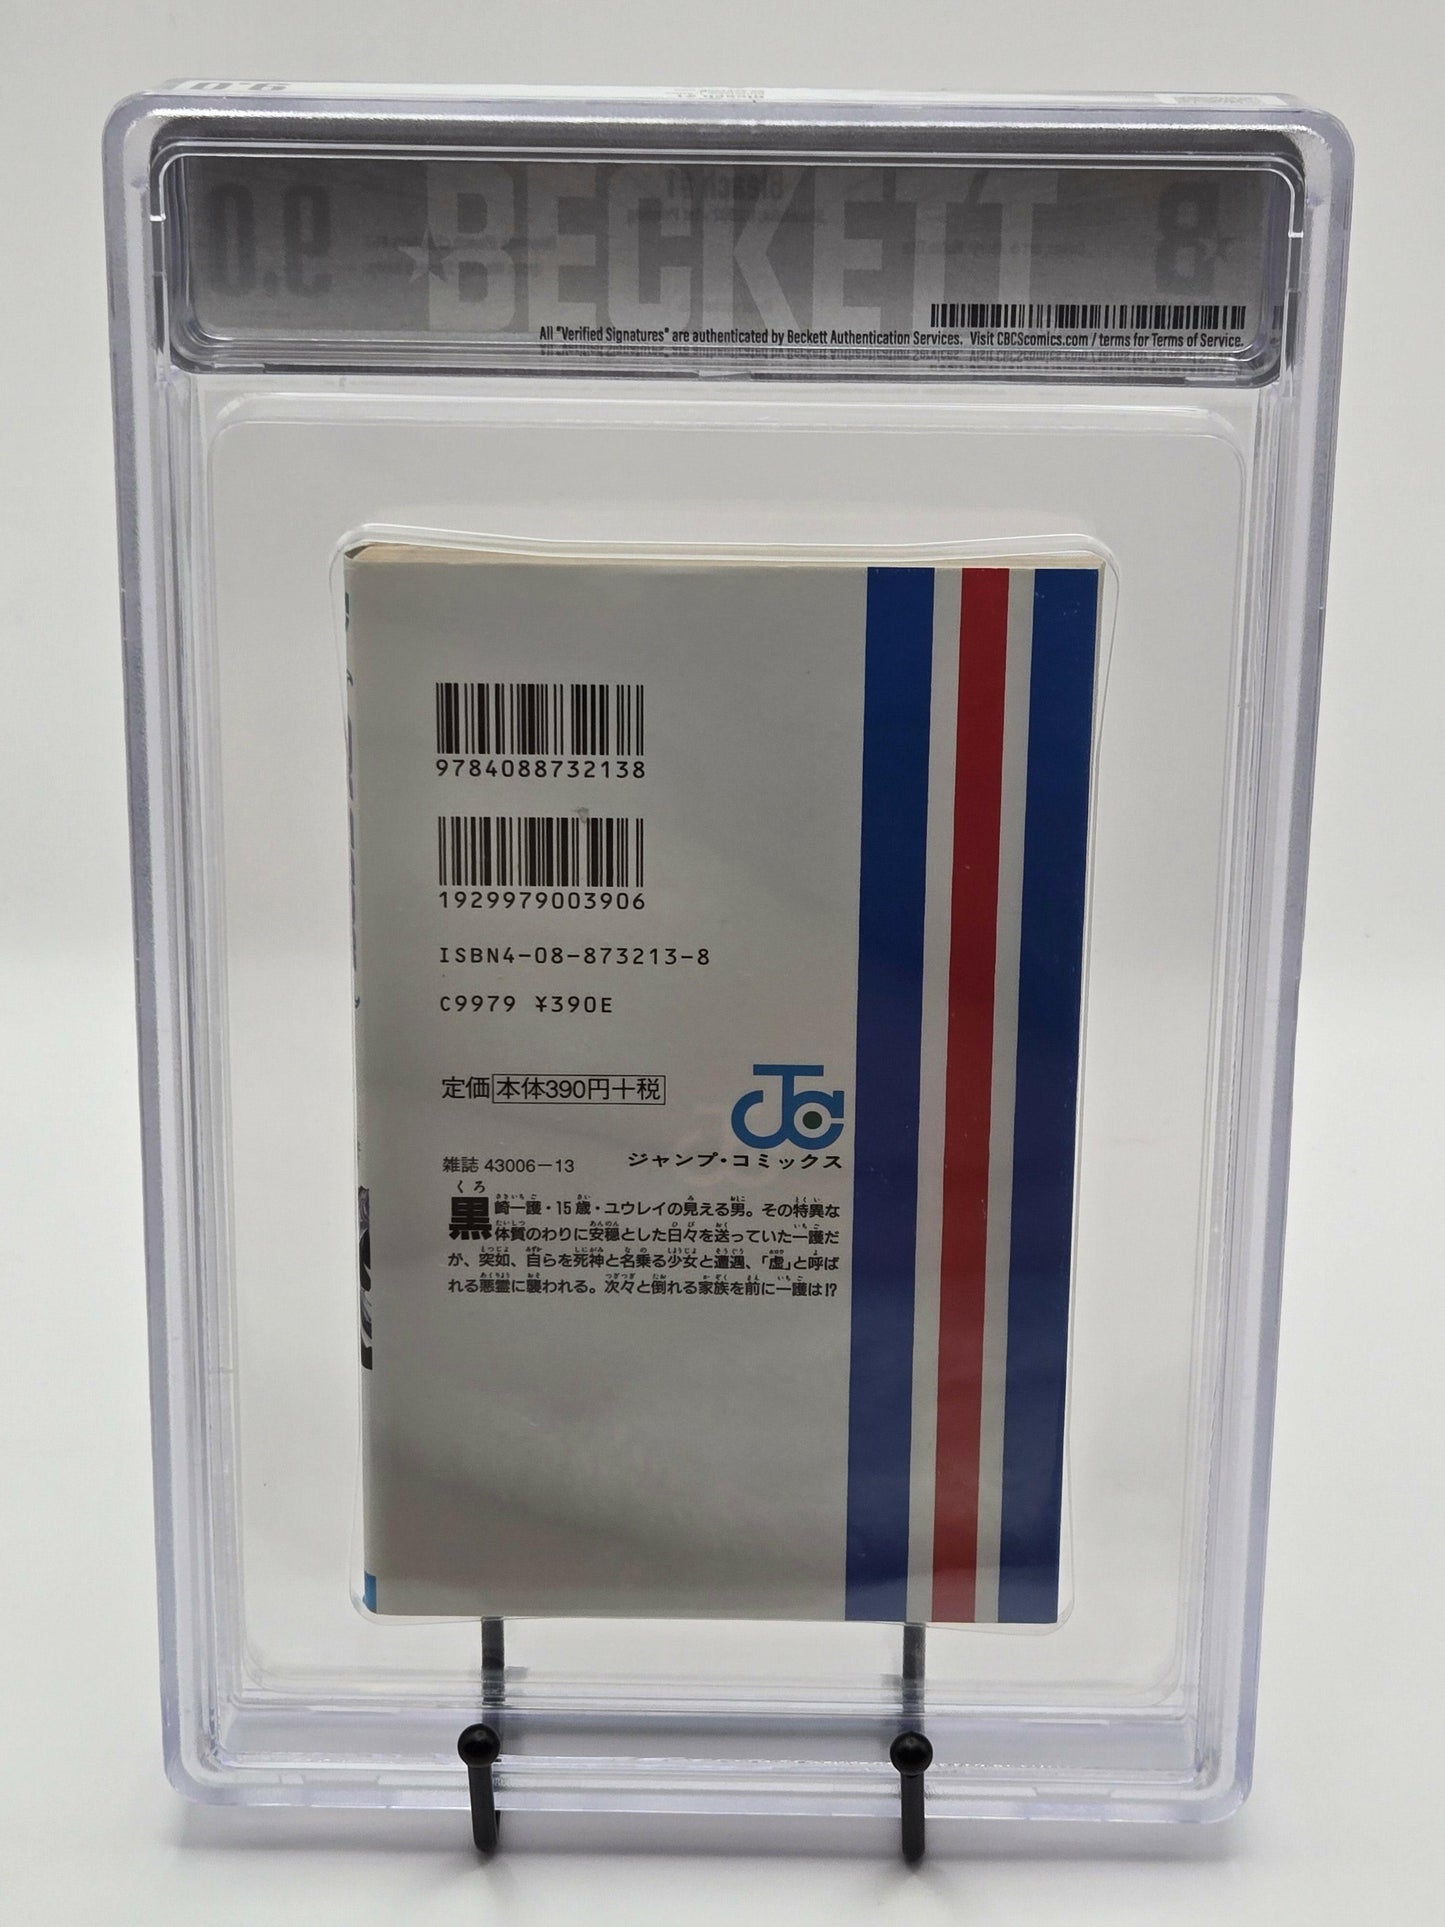 BECKETT
All "Verified Signatures" are authenticated by Beckett Authentication Services. Visit CBCScomics.com / terms for Terms of Service.
9784088732138
1929979003906
ISBN4-08-873213-8
C9979 ¥390E
定価 本体390円+税
JC
ジャンプ・コミックス
雑誌 43006-13
黒崎一護・15歳・ユウレイの見える男。その特異な
体質のわりに安穏とした日々を送っていた一護だ
が、突如、自らを死神と名乗る少女と遭遇、「虚」と呼ば
れる悪霊に襲われる。次々と倒れる家族を前に一護は!?